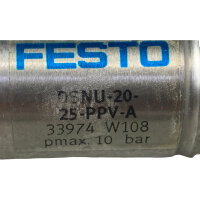 FESTO
DSNU-20-
25-PPV-A
33974 W108
pmax. 10 bar